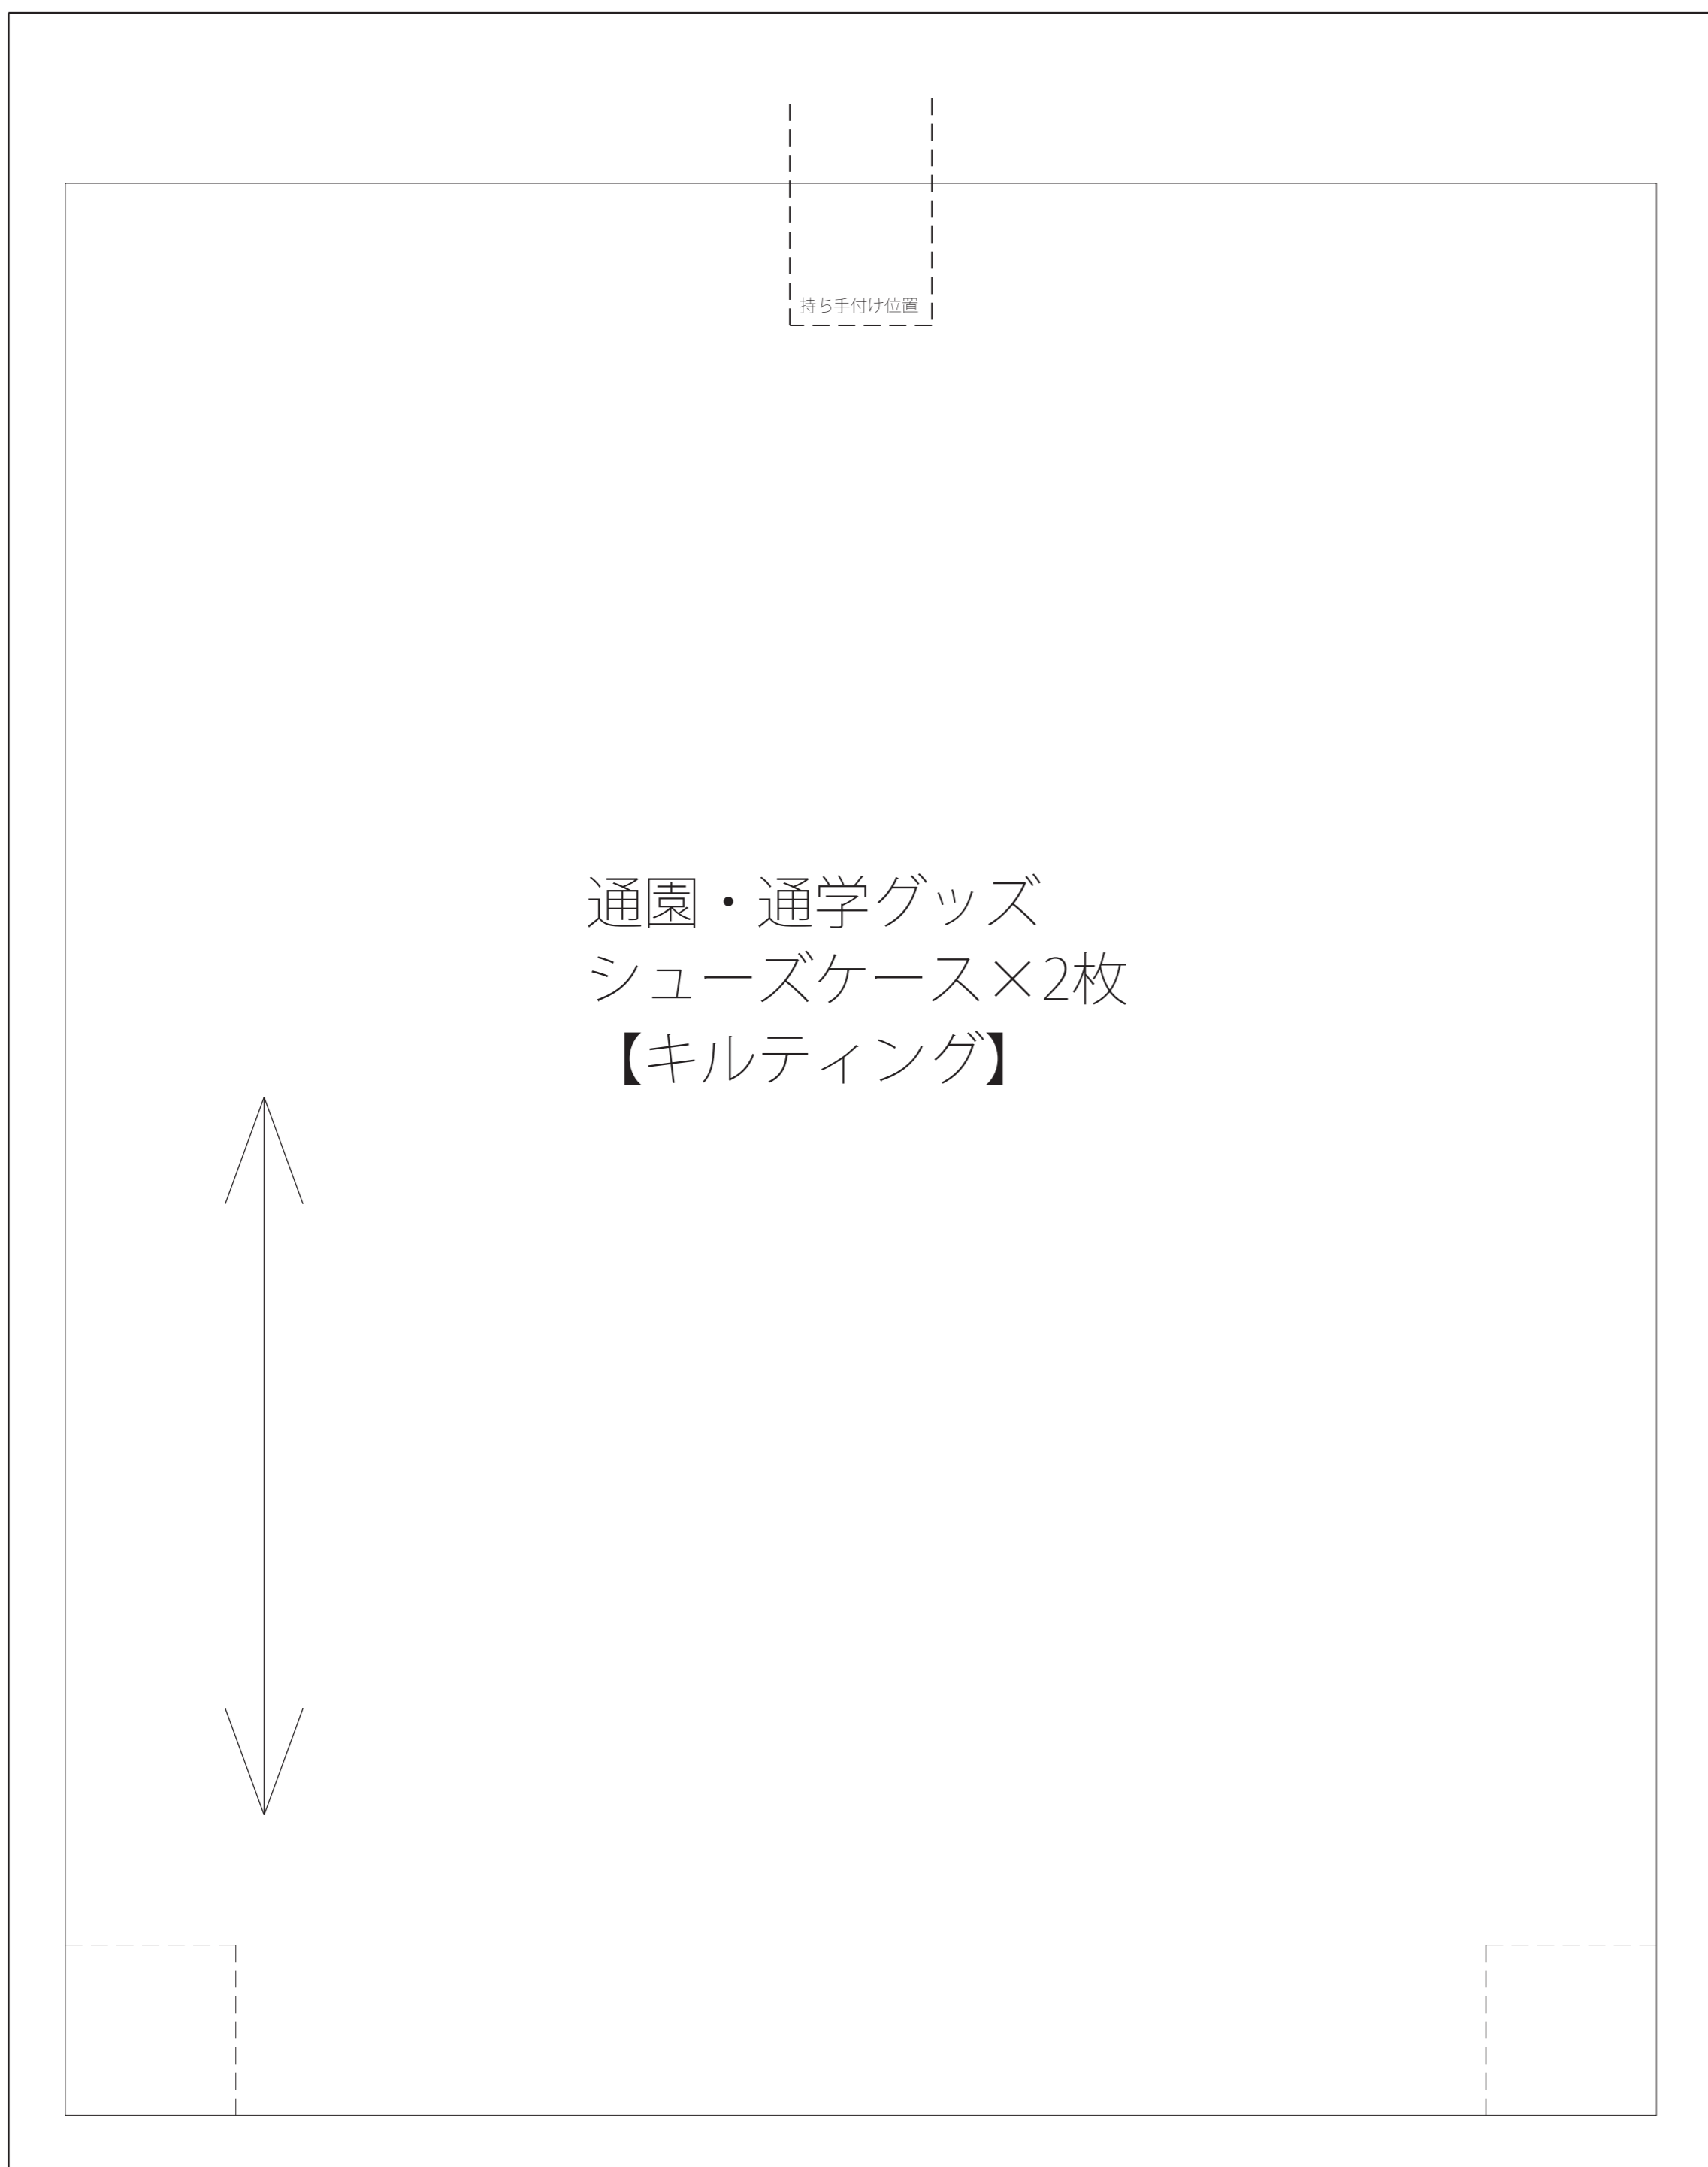 持ち手付け位置
通園・通学グッズ
シューズケース×2枚
【キルティング】